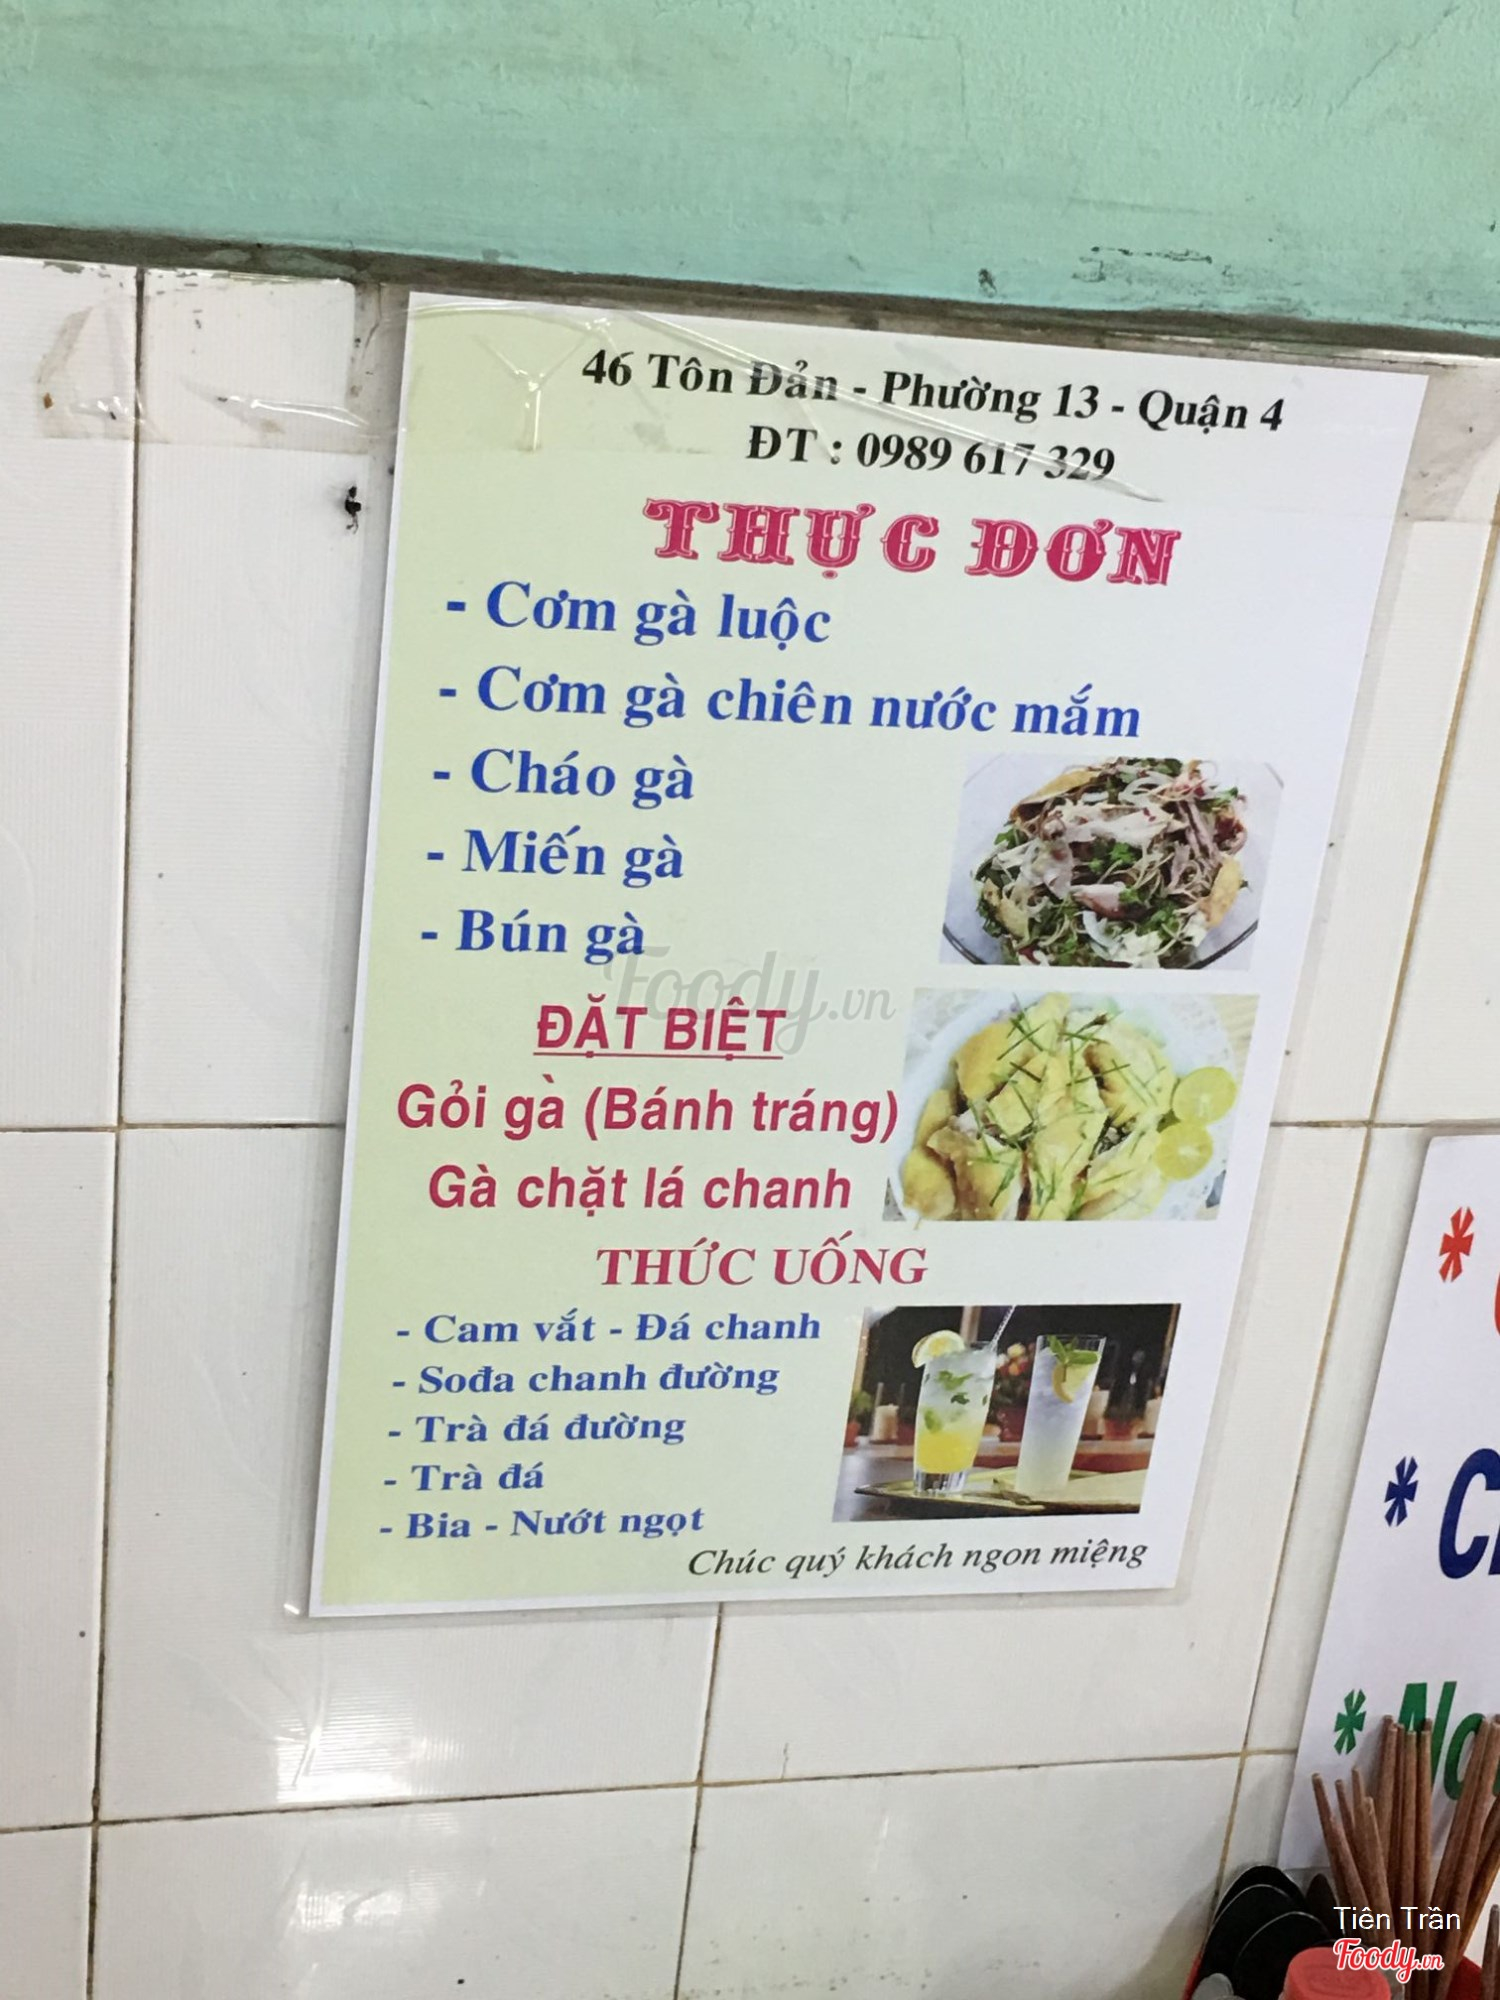 46 Tôn Đản - Phường 13 - Quận 4
ĐT : 0989 617 329
THỰC ĐƠN
- Cơm gà luộc
- Cơm gà chiên nước mắm
- Cháo gà
- Miến gà
- Bún gà
Foody.vn
ĐẶT BIỆT
Gỏi gà (Bánh tráng)
Gà chặt lá chanh
THỨC UỐNG
- Cam vắt - Đá chanh
- Sođa chanh đường
- Trà đá đường
- Trà đá
- Bia - Nướt ngọt
Chúc quý khách ngon miệng
*
*
*
Tiên Trần
Foody.vn